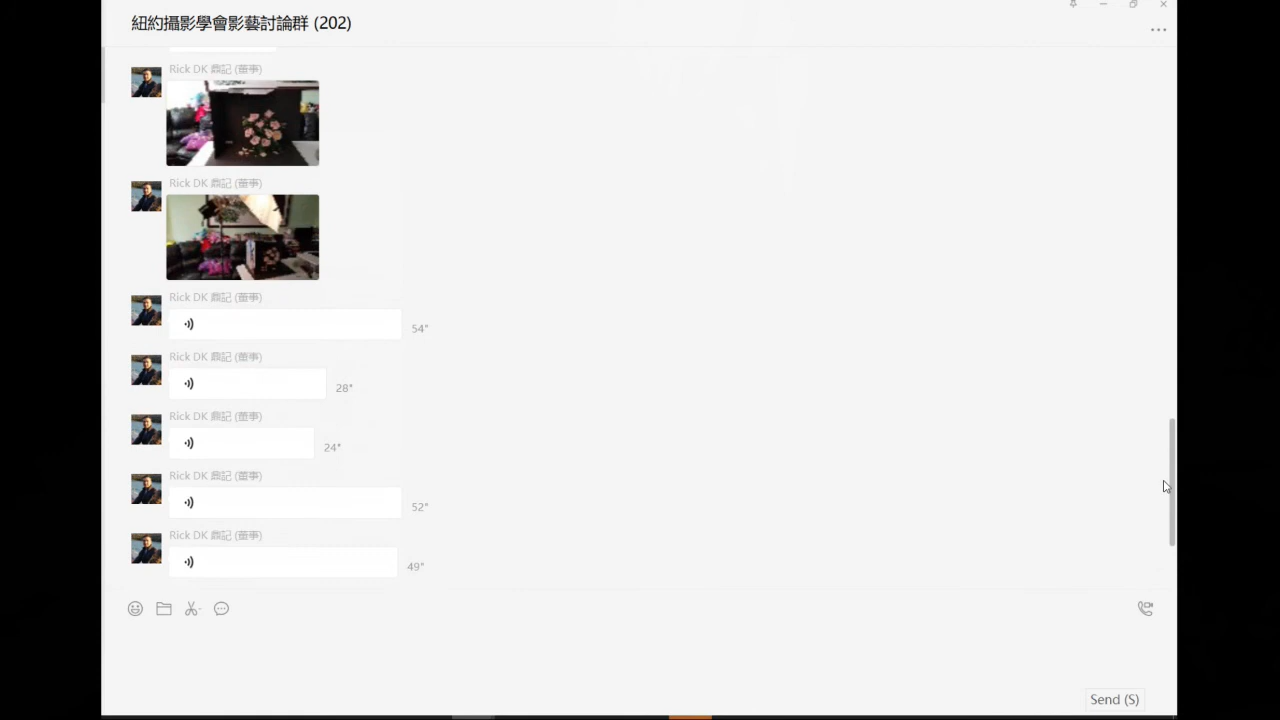 紐約攝影學會影藝討論群 (202)
Rick DK 鼎記 (董事)
Rick DK 鼎記 (董事)
Rick DK 鼎記 (董事)
54"
Rick DK 鼎記 (董事)
28"
Rick DK 鼎記 (董事)
24"
Rick DK 鼎記 (董事)
52"
Rick DK 鼎記 (董事)
49"
Send (S)